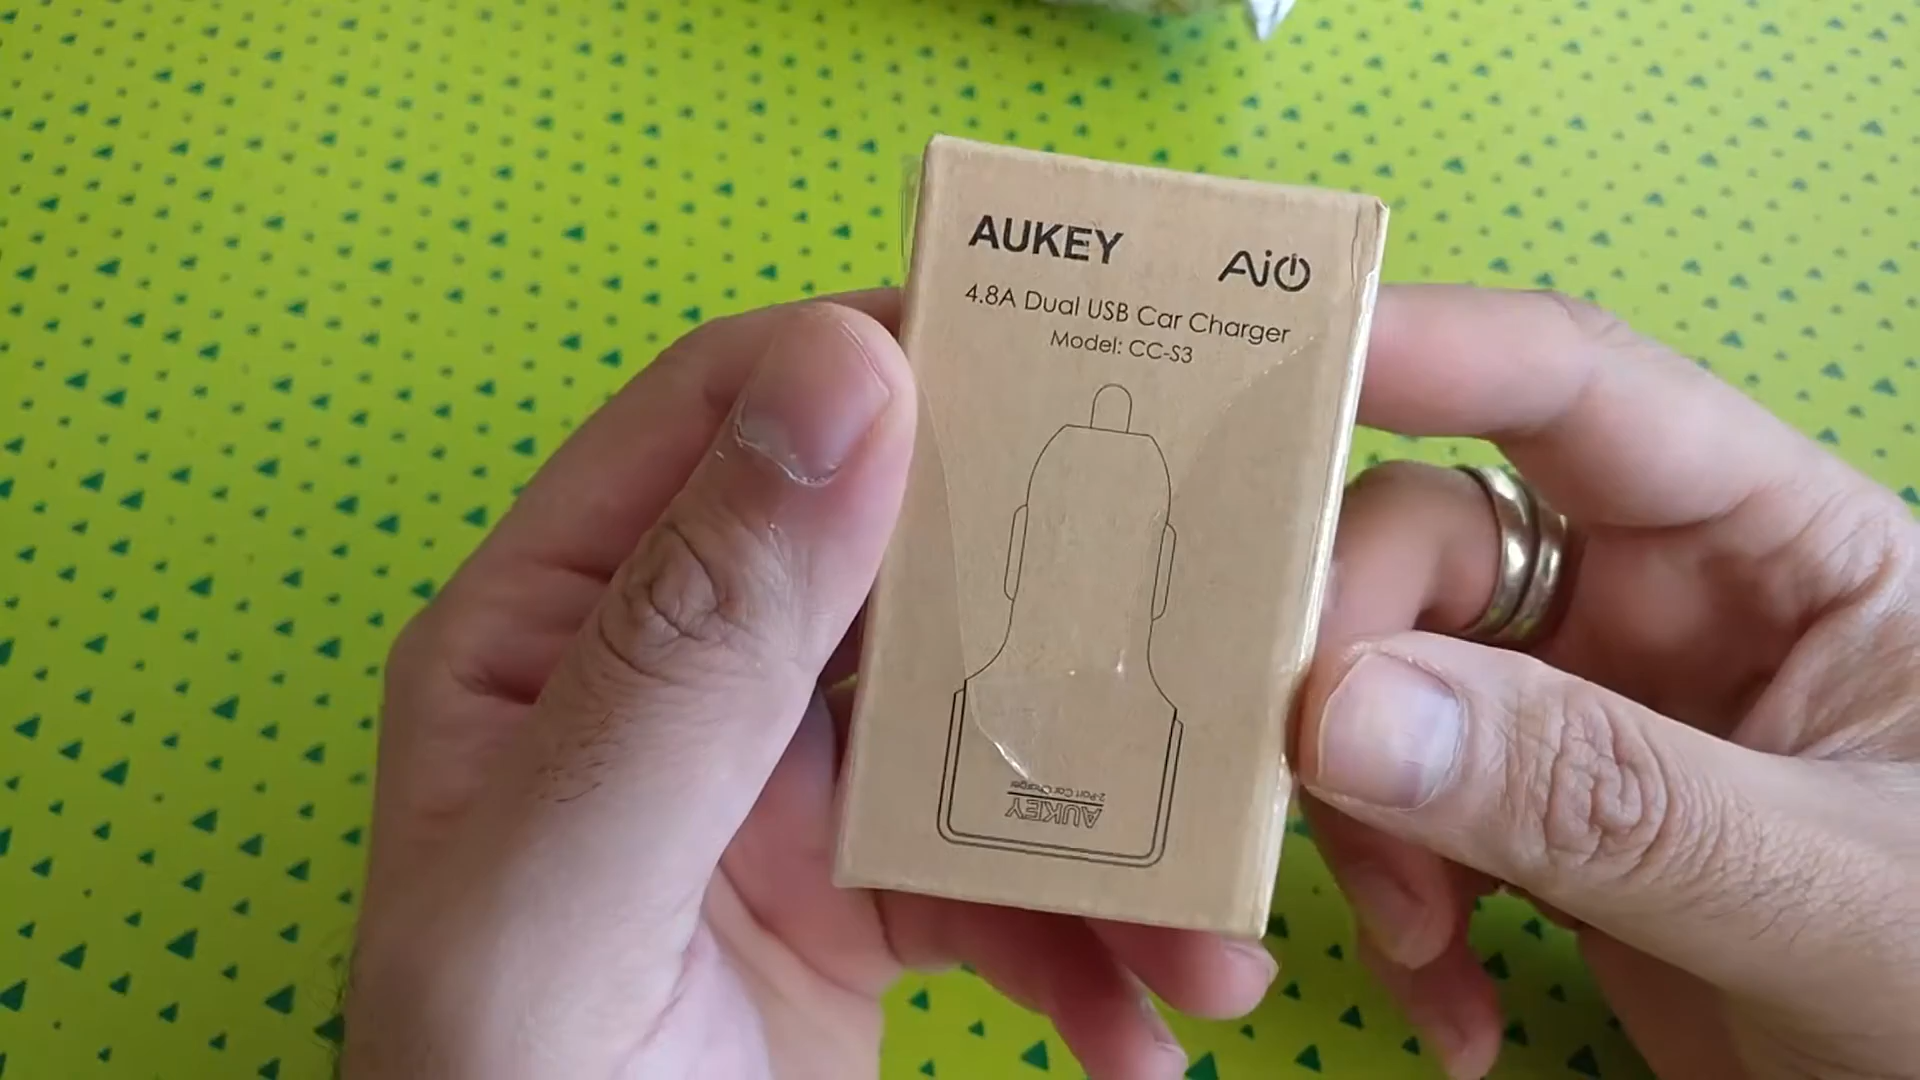 AUKEY
AiO
4.8A Dual USB Car Charger
Model: CC-S3
AUKEY
2-Port Car Charger